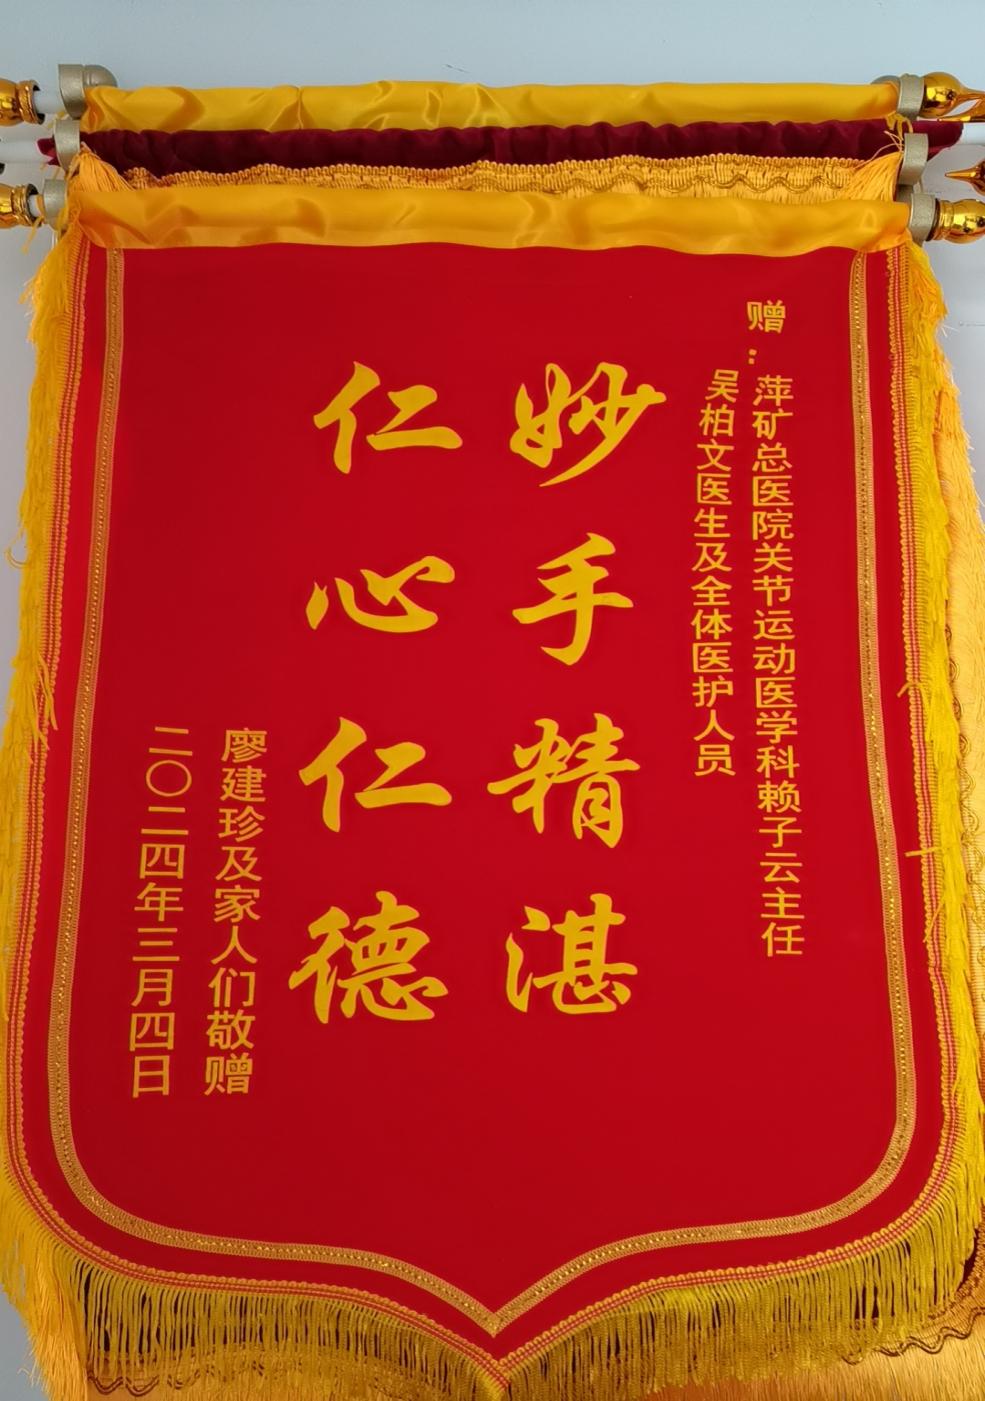 赠：萍矿总医院关节运动医学科赖子云主任
吴柏文医生及全体医护人员
妙手精湛
仁心仁德
廖建珍及家人们敬赠
二〇二四年三月四日